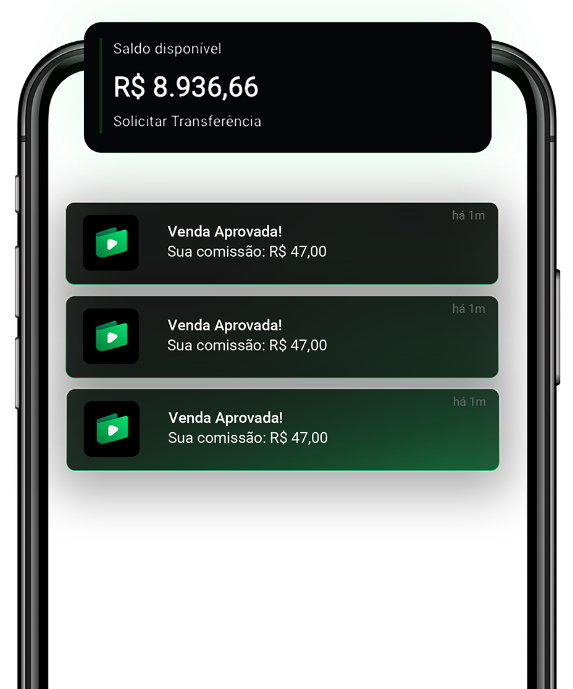 Saldo disponível
R$ 8.936,66
Solicitar Transferência
há 1m
Venda Aprovada!
Sua comissão: R$ 47,00
há 1m
Venda Aprovada!
Sua comissão: R$ 47,00
há 1m
Venda Aprovada!
Sua comissão: R$ 47,00